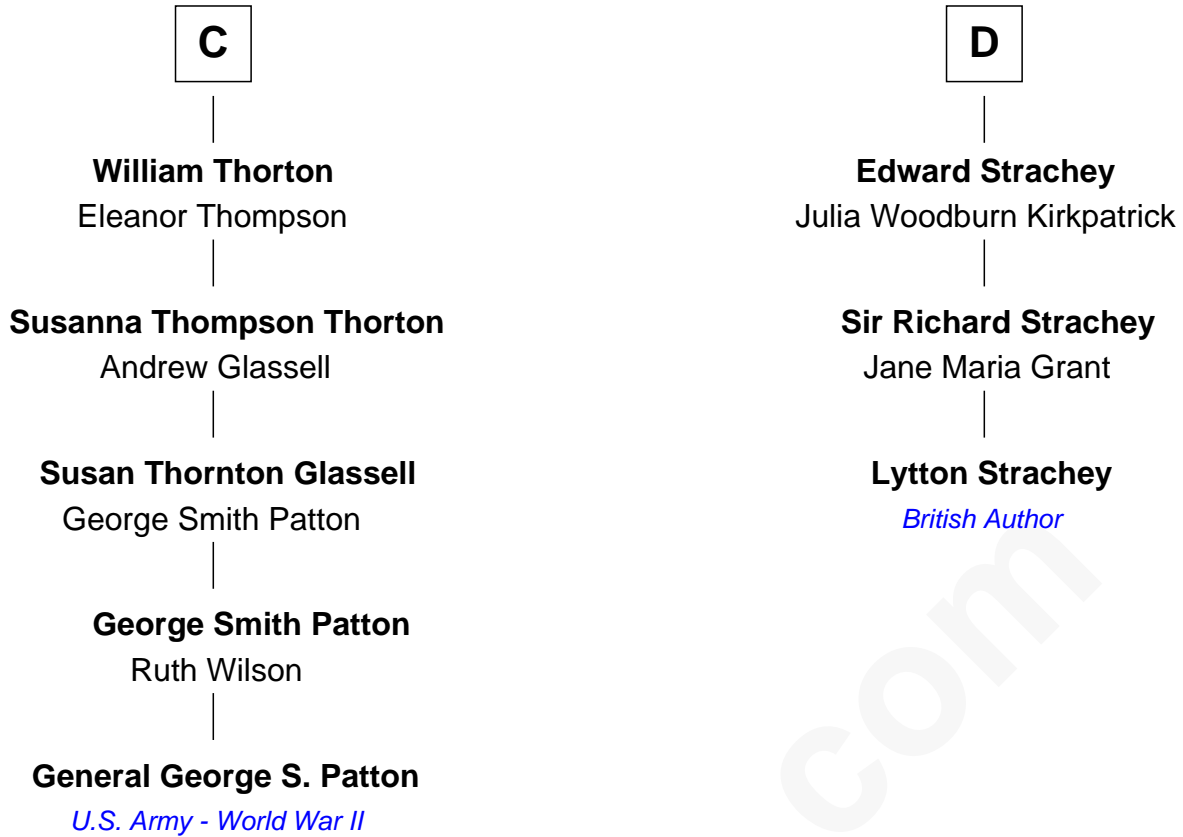 C
William Thorton
Eleanor Thompson
Susanna Thompson Thorton
Andrew Glassell
Susan Thornton Glassell
George Smith Patton
George Smith Patton
Ruth Wilson
General George S. Patton
U.S. Army - World War II
D
Edward Strachey
Julia Woodburn Kirkpatrick
Sir Richard Strachey
Jane Maria Grant
Lytton Strachey
British Author
com